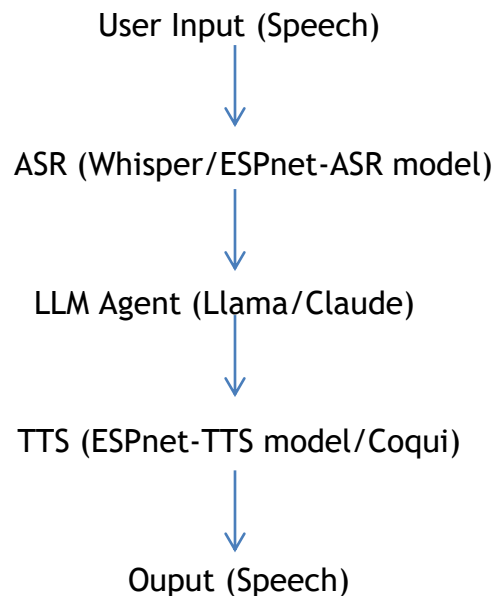 User Input (Speech)
ASR (Whisper/ESPnet-ASR model)
LLM Agent (Llama/Claude)
TTS (ESPnet-TTS model/Coqui)
Ouput (Speech)